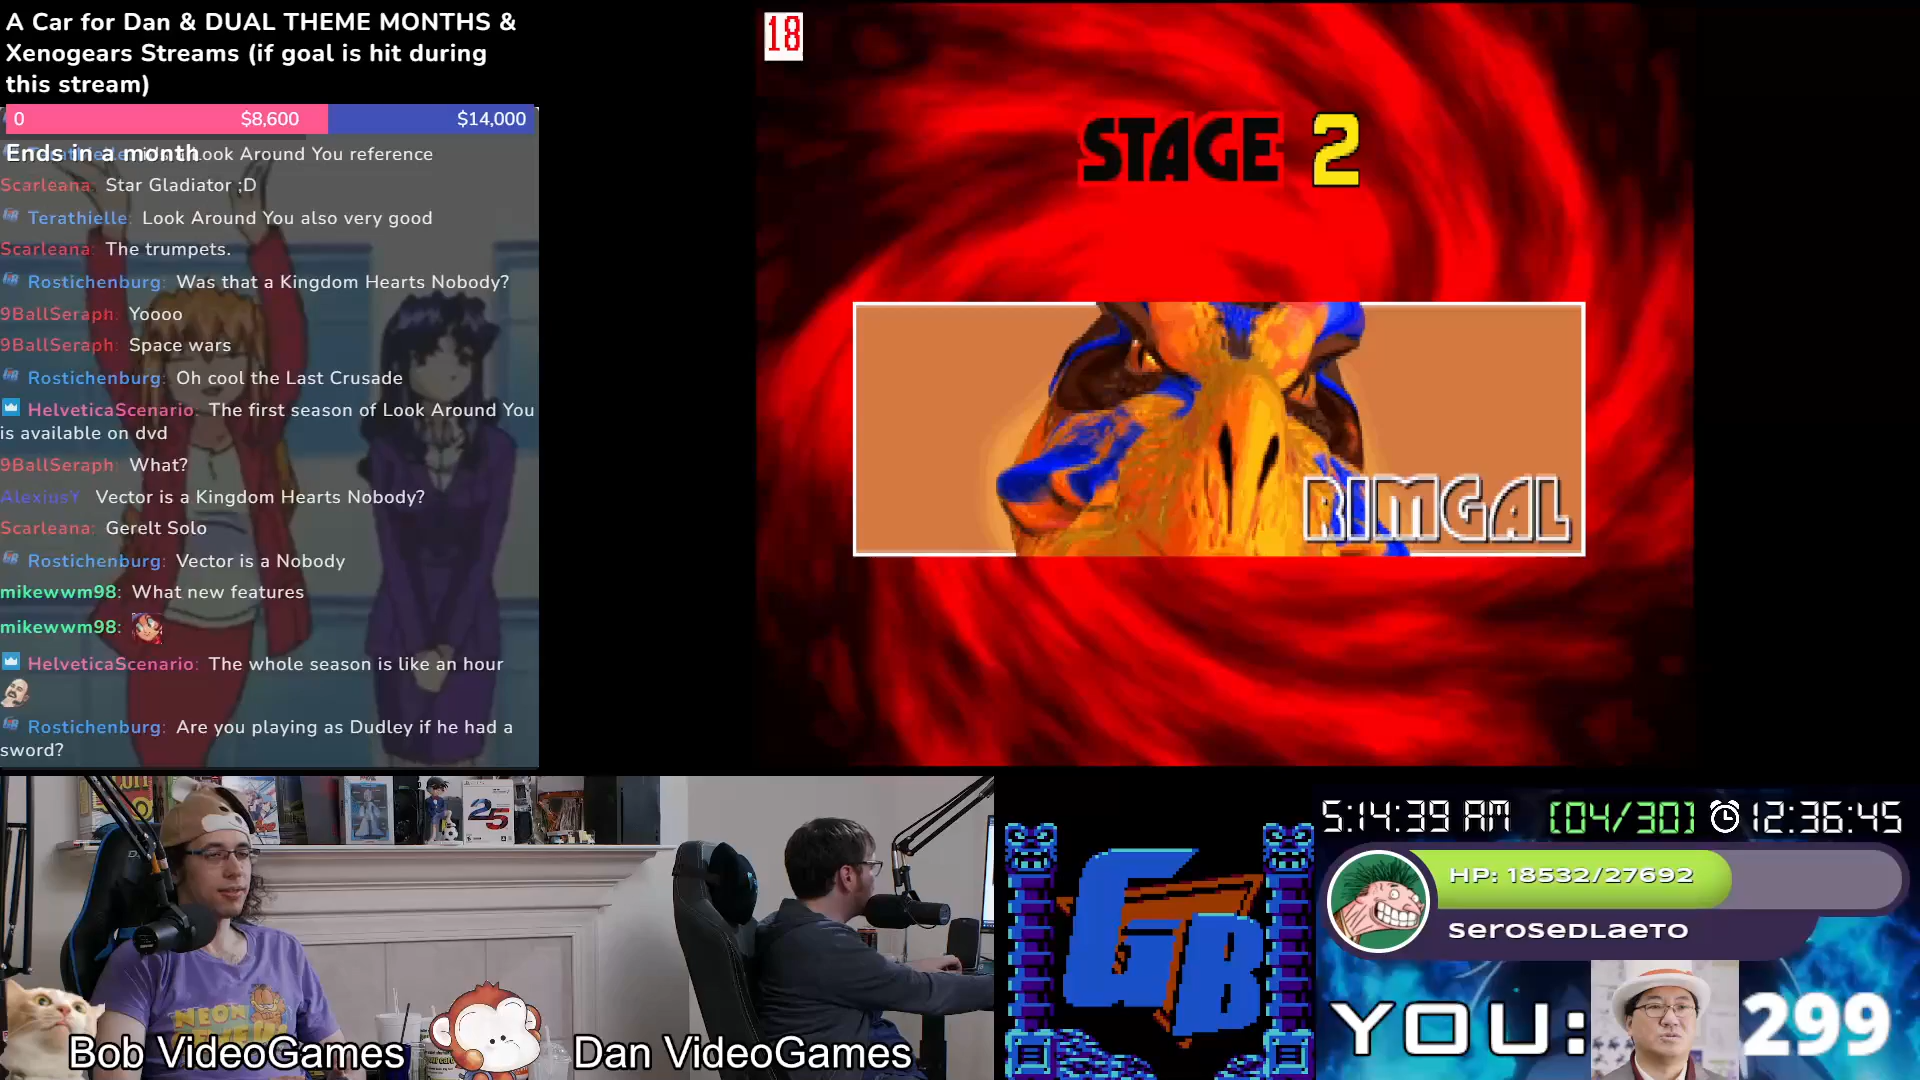 A Car for Dan & DUAL THEME MONTHS &
Xenogears Streams (if goal is hit during
this stream)
0 $8,600 $14,000
Ends in a month
Look Around You reference
Scarleana: Star Gladiator ;D
Terathielle: Look Around You also very good
Scarleana: The trumpets.
Rostichenburg: Was that a Kingdom Hearts Nobody?
9BallSeraph: Yoooo
9BallSeraph: Space wars
Rostichenburg: Oh cool the Last Crusade
HelveticaScenario: The first season of Look Around You
is available on dvd
9BallSeraph: What?
AlexiusY Vector is a Kingdom Hearts Nobody?
Scarleana: Gerelt Solo
Rostichenburg: Vector is a Nobody
mikewwm98: What new features
mikewwm98:
HelveticaScenario: The whole season is like an hour
Rostichenburg: Are you playing as Dudley if he had a
sword?
18
STAGE 2
RIMGAL
25
NEON
Bob VideoGames
Dan VideoGames
GB
5:14:39 AM [04/30] 12:36:45
HP: 18532/27692
SeroSedLaeto
YOU: 299